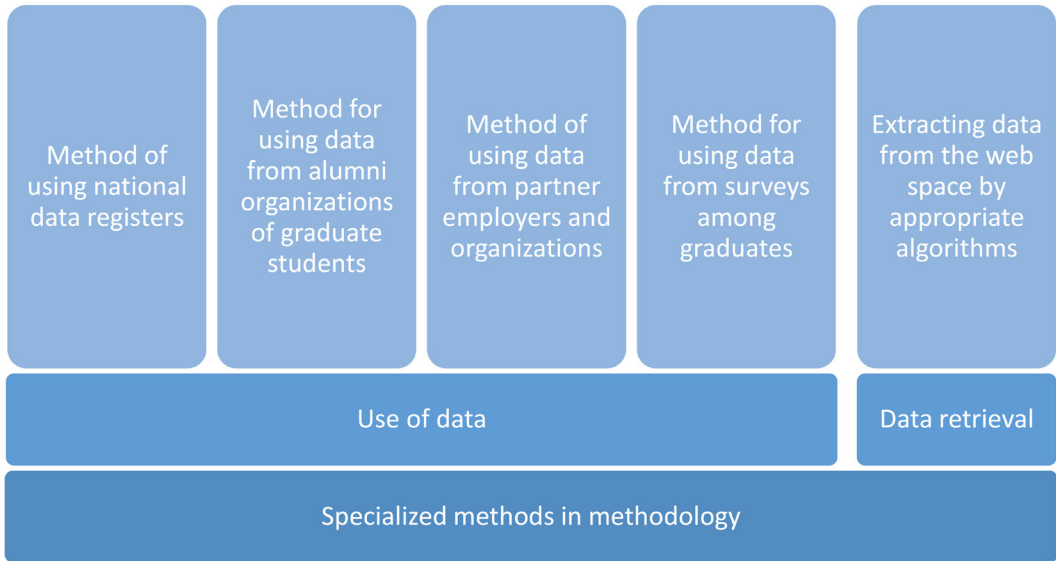 Method of
using national
data registers
Method for
using data
from alumni
organizations
of graduate
students
Method of
using data
from partner
employers and
organizations
Method for
using data
from surveys
among
graduates
Extracting data
from the web
space by
appropriate
algorithms
Use of data
Data retrieval
Specialized methods in methodology